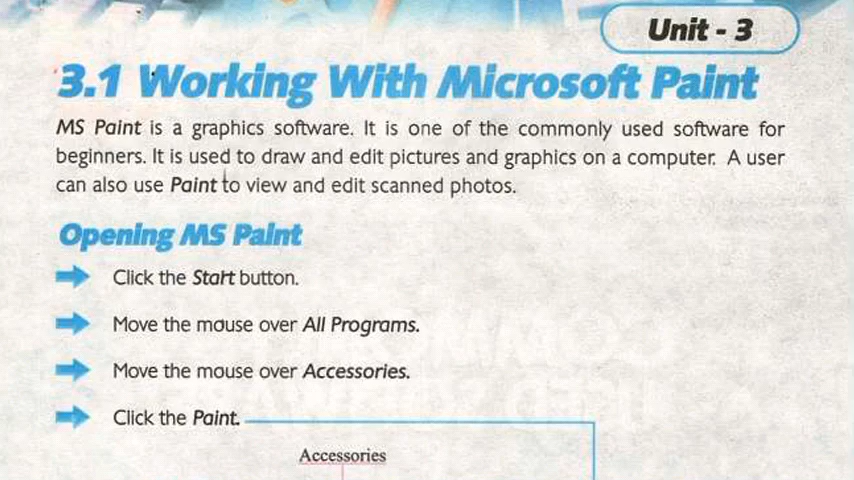 Unit - 3
3.1 Working With Microsoft Paint
MS Paint is a graphics software. It is one of the commonly used software for
beginners. It is used to draw and edit pictures and graphics on a computer. A user
can also use Paint to view and edit scanned photos.
Opening MS Paint
Click the Start button.
Move the mouse over All Programs.
Move the mouse over Accessories.
Click the Paint.
Accessories